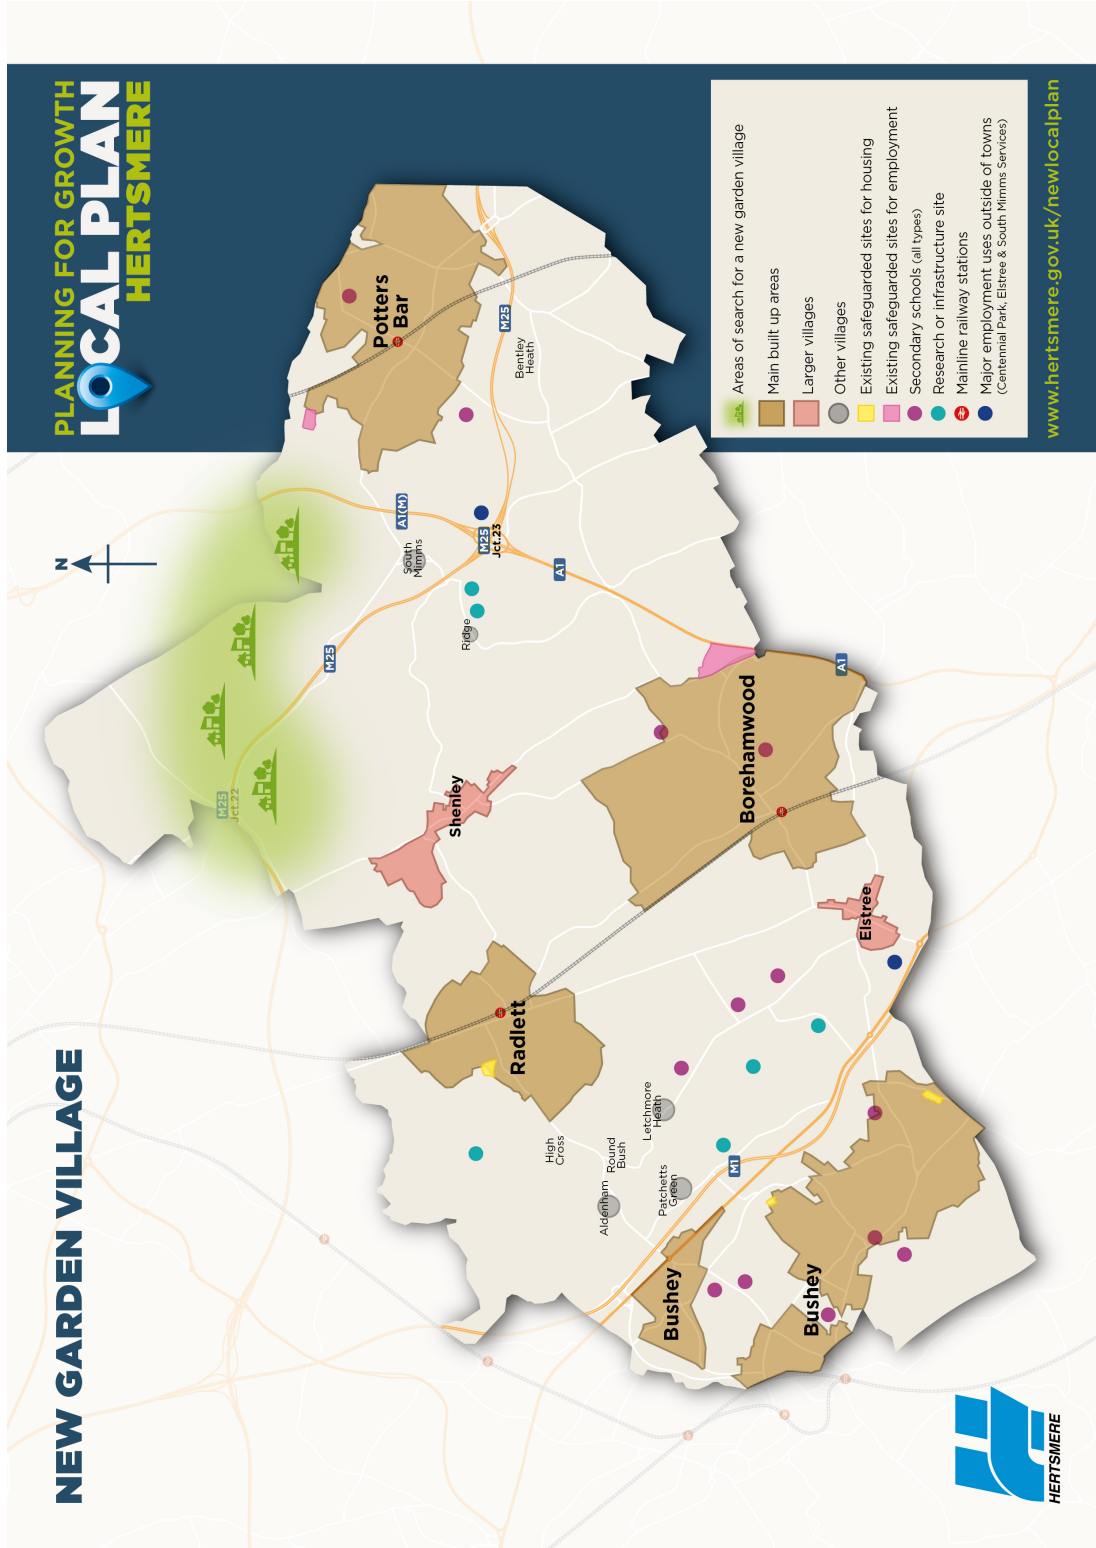 NEW GARDEN VILLAGE
PLANNING FOR GROWTH
LOCAL PLAN
HERTSMERE
N
M25
Jct.22
M25
A1(M)
South
Mimms
Ridge
M25
Jct.23
A1
Potters
Bar
M25
Bentley
Heath
Shenley
Radlett
High
Cross
Round
Bush
Aldenham
Letchmore
Heath
Patchetts
Green
M1
Borehamwood
A1
Elstree
Bushey
Bushey
Areas of search for a new garden village
Main built up areas
Larger villages
Other villages
Existing safeguarded sites for housing
Existing safeguarded sites for employment
Secondary schools (all types)
Research or infrastructure site
Mainline railway stations
Major employment uses outside of towns
(Centennial Park, Elstree & South Mimms Services)
www.hertsmere.gov.uk/newlocalplan
HERTSMERE